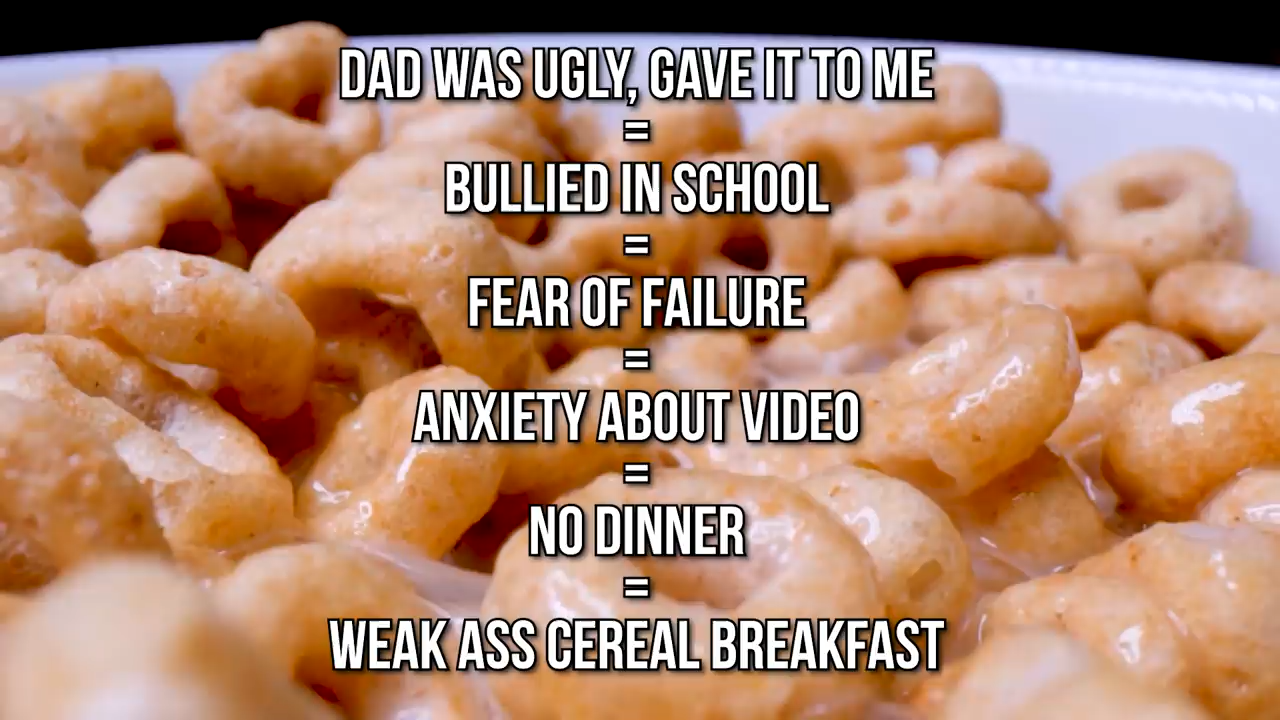 DAD WAS UGLY, GAVE IT TO ME
=
BULLIED IN SCHOOL
=
FEAR OF FAILURE
=
ANXIETY ABOUT VIDEO
=
NO DINNER
=
WEAK ASS CEREAL BREAKFAST